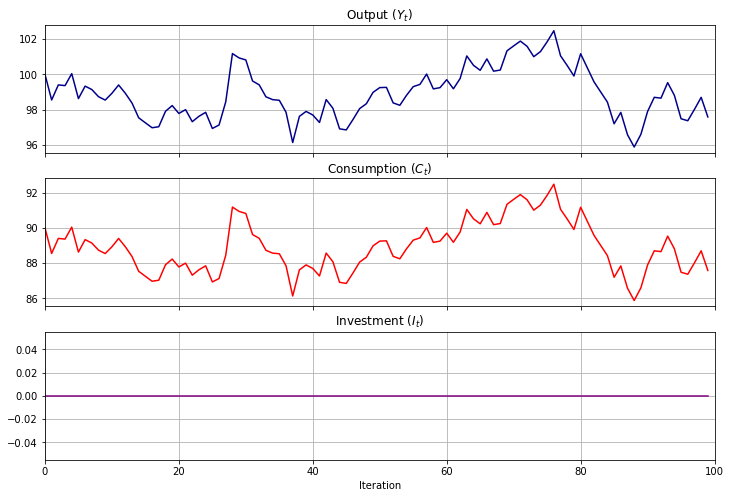 Output (Y_t)
102
100
98
96
Consumption (C_t)
92
90
88
86
Investment (I_t)
0.04
0.02
0.00
−0.02
−0.04
0 20 40 60 80 100
Iteration